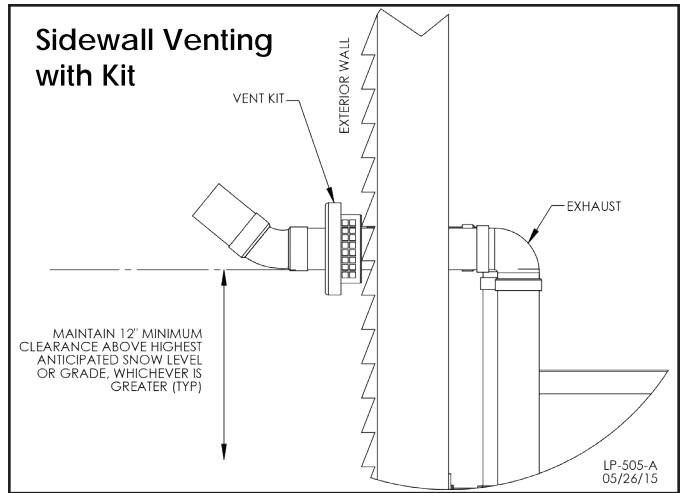 Sidewall Venting
with Kit
VENT KIT
EXTERIOR WALL
EXHAUST
MAINTAIN 12" MINIMUM
CLEARANCE ABOVE HIGHEST
ANTICIPATED SNOW LEVEL
OR GRADE, WHICHEVER IS
GREATER (TYP)
LP-505-A
05/26/15